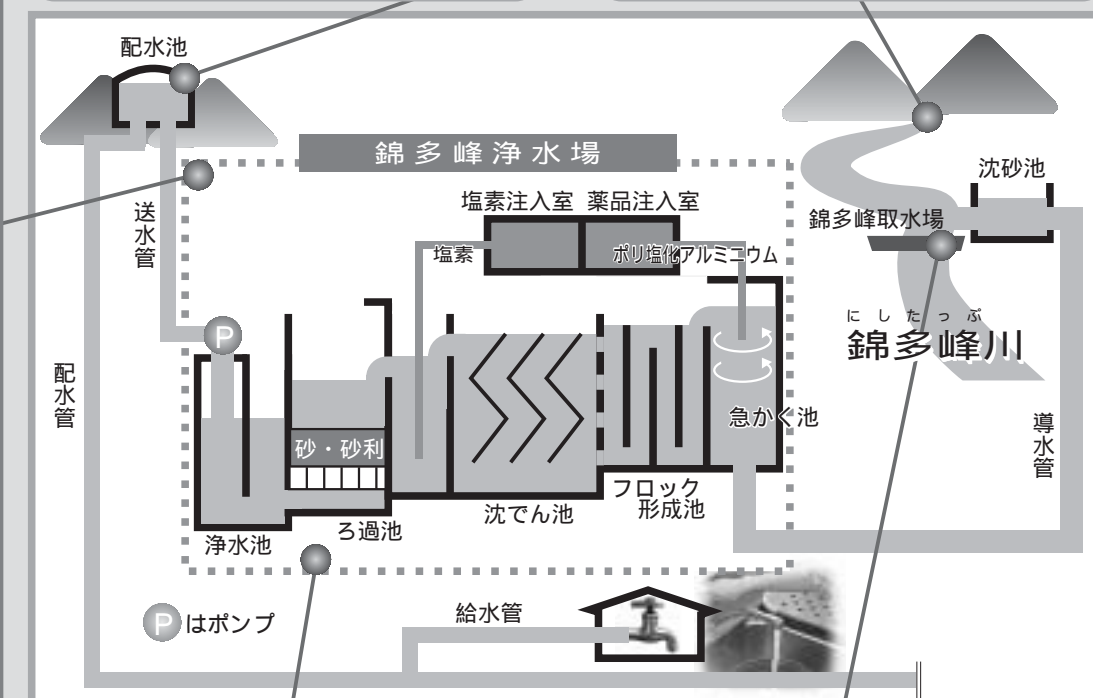 配水池
錦多峰浄水場
沈砂池
塩素注入室 薬品注入室
錦多峰取水場
送水管
塩素
ポリ塩化アルミニウム
P
にしたっぷ
錦多峰川
配水管
急かく池
導水管
砂・砂利
フロック
形成池
沈でん池
ろ過池
浄水池
給水管
Pはポンプ